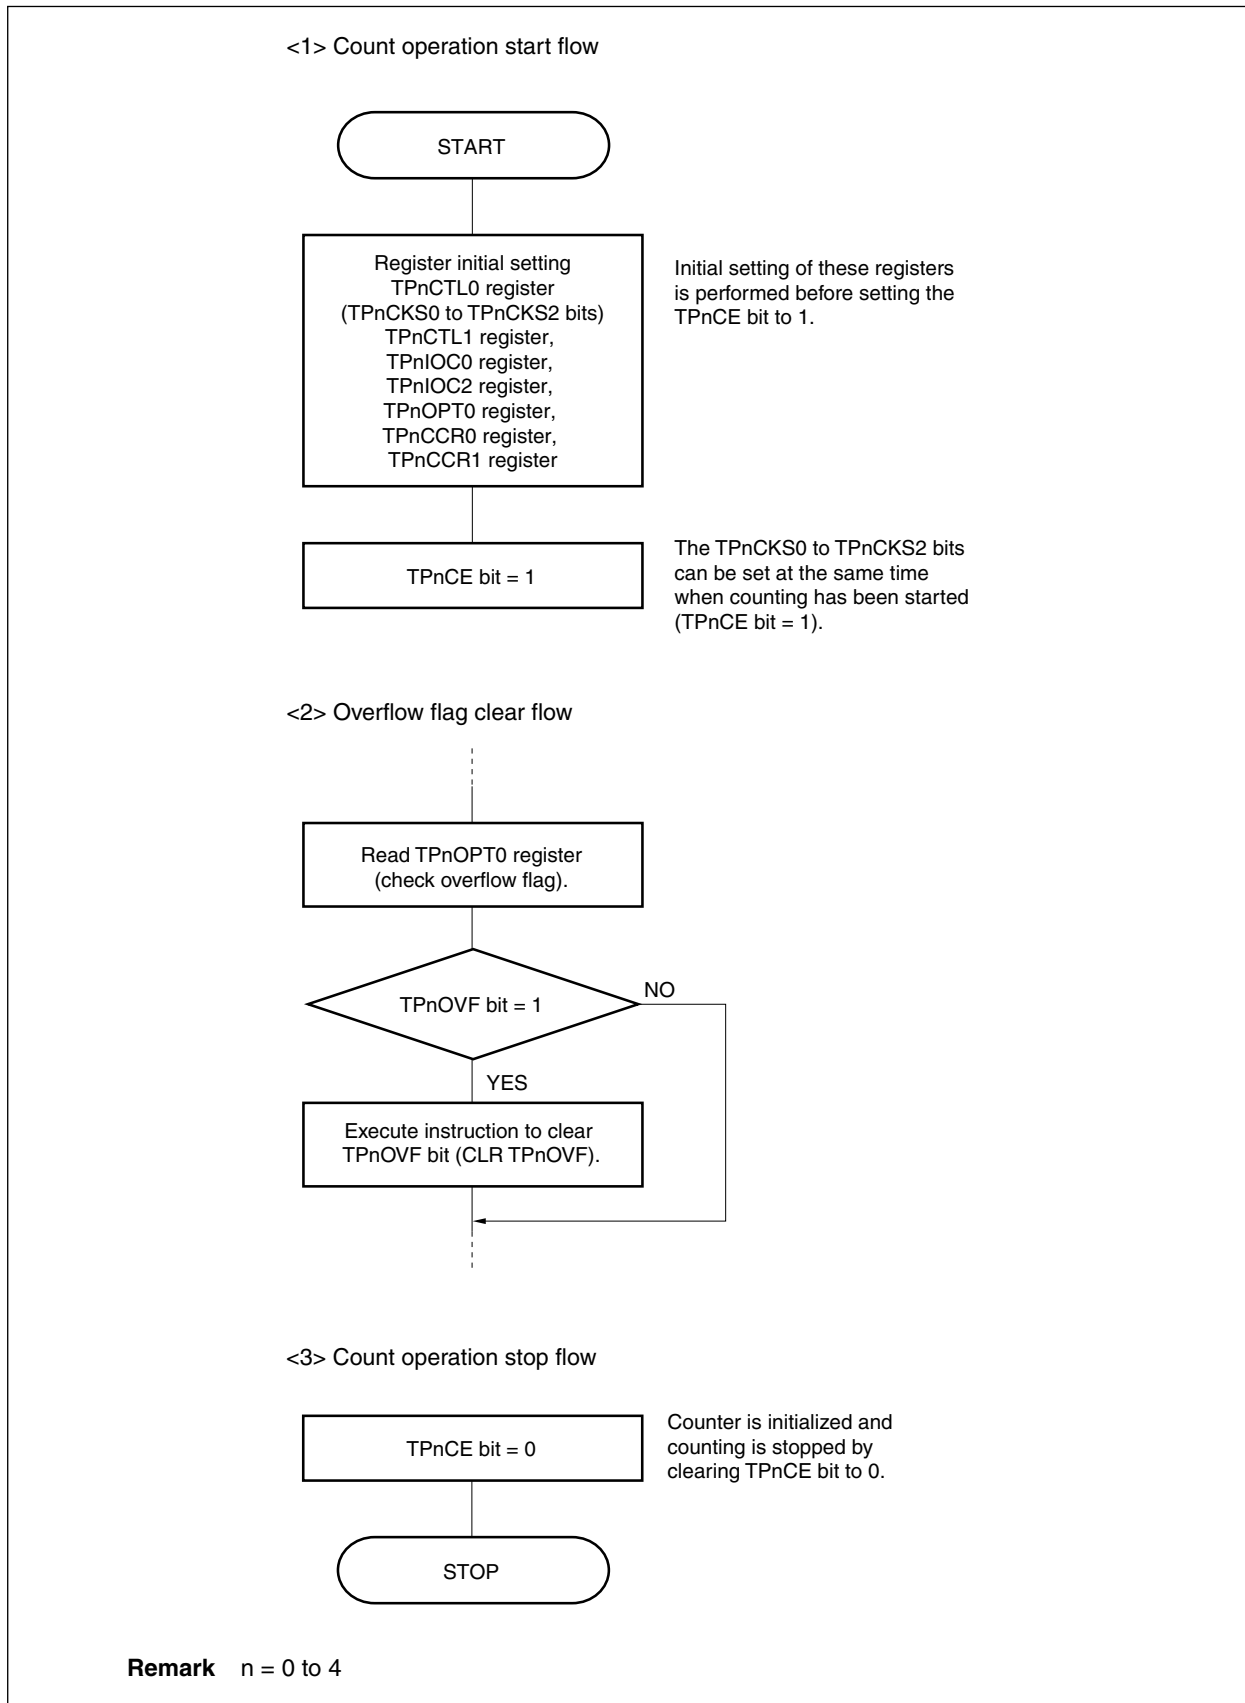 <1> Count operation start flow
START
Register initial setting
TPnCTL0 register
(TPnCKS0 to TPnCKS2 bits)
TPnCTL1 register,
TPnIOC0 register,
TPnIOC2 register,
TPnOPT0 register,
TPnCCR0 register,
TPnCCR1 register
Initial setting of these registers
is performed before setting the
TPnCE bit to 1.
TPnCE bit = 1
The TPnCKS0 to TPnCKS2 bits
can be set at the same time
when counting has been started
(TPnCE bit = 1).
<2> Overflow flag clear flow
Read TPnOPT0 register
(check overflow flag).
TPnOVF bit = 1
NO
YES
Execute instruction to clear
TPnOVF bit (CLR TPnOVF).
<3> Count operation stop flow
TPnCE bit = 0
Counter is initialized and
counting is stopped by
clearing TPnCE bit to 0.
STOP
Remark n = 0 to 4